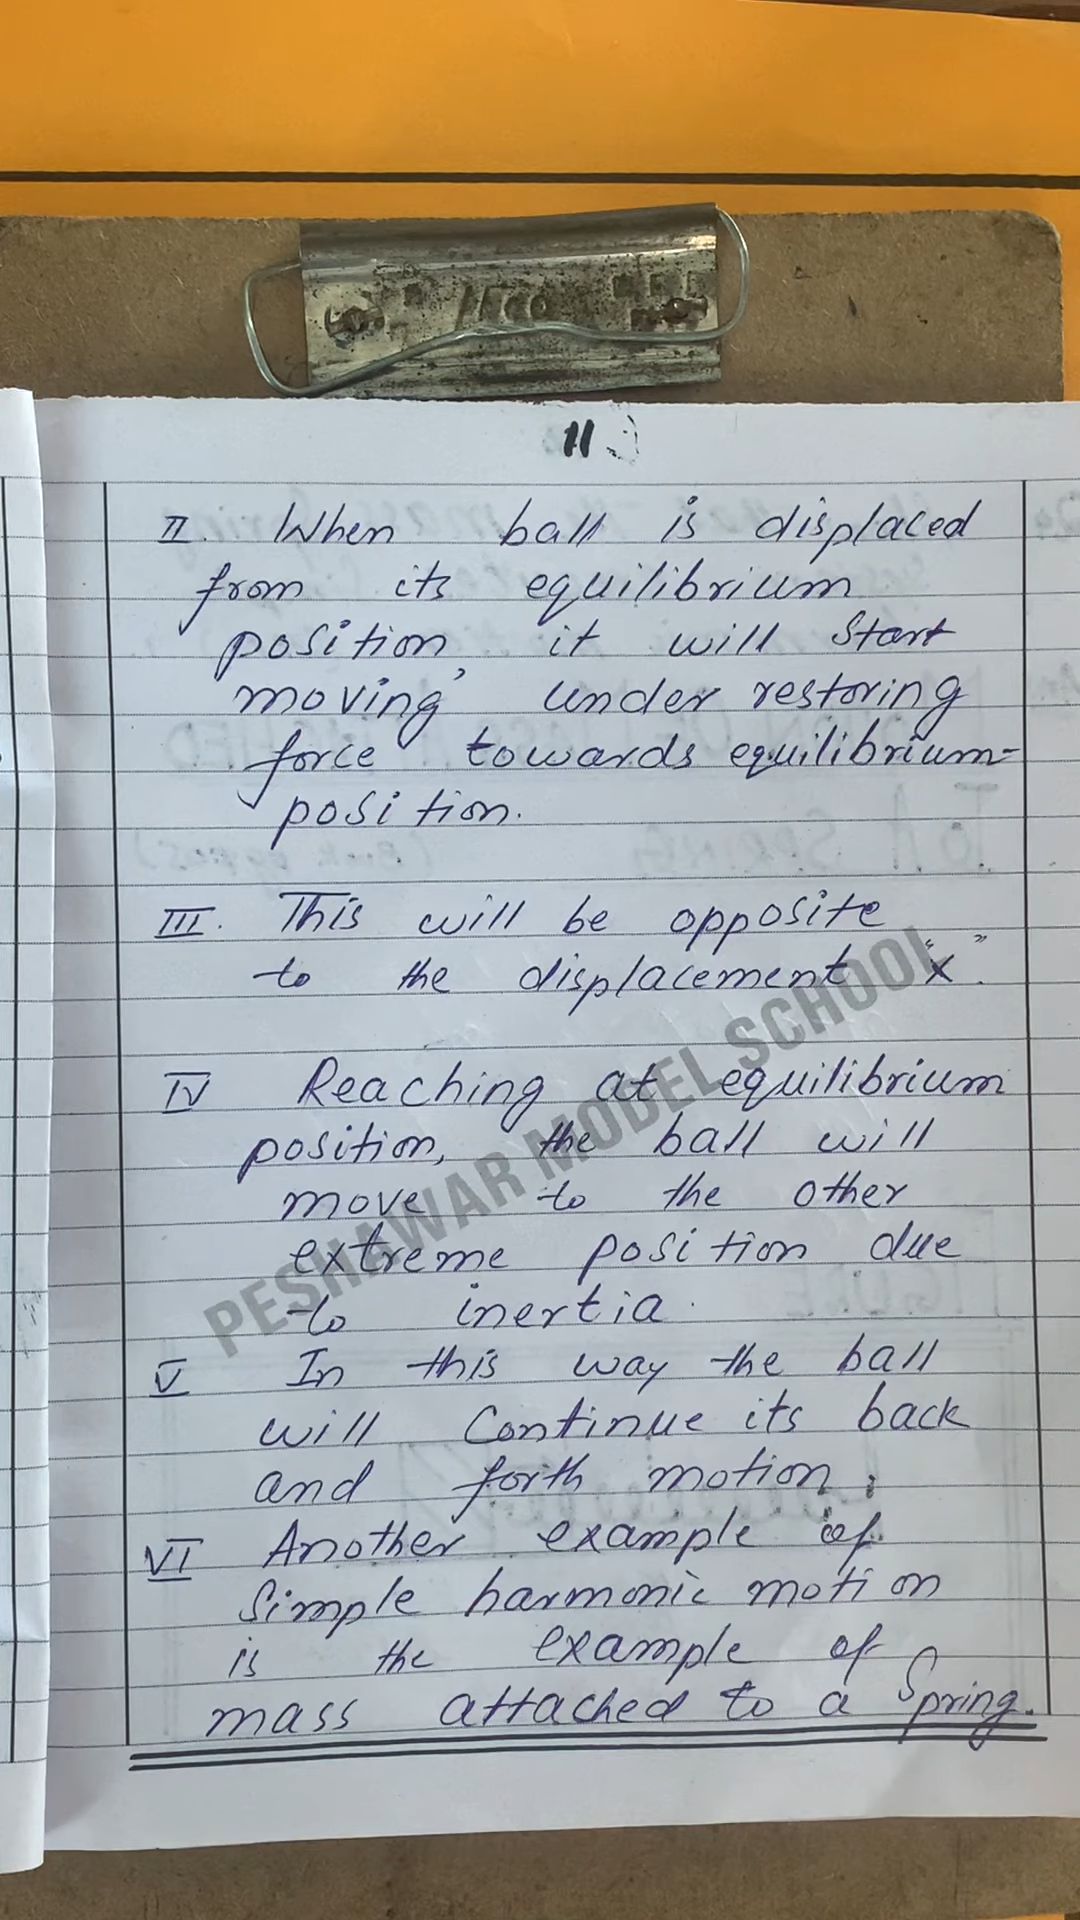 11
II. When ball is displaced
from its equilibrium
position, it will start
moving under restoring
force towards equilibrium-
position.
III. This will be opposite
to the displacement "x".
IV Reaching at equilibrium
position, the ball will
move to the other
extreme position due
to inertia.
V In this way the ball
will continue its back
and forth motion.
VI Another example of
Simple harmonic motion
is the example of
mass attached to a Spring.
PESHAWAR MODEL SCHOOL